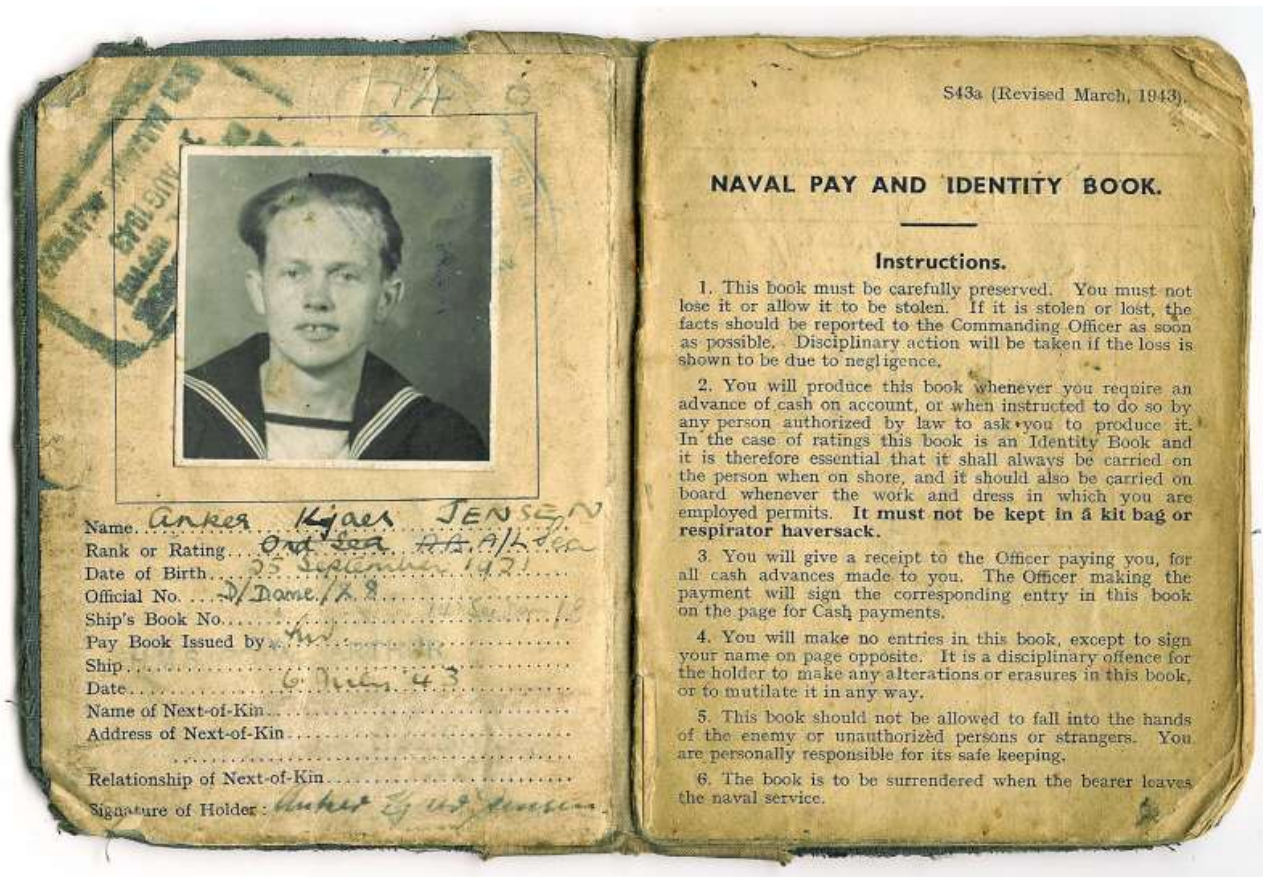 74
AUG 1943
Name. Anker Kjaer JENSEN
Rank or Rating. Ord Sea A.B. A/L Sea
Date of Birth. 25 September 1921
Official No. D/Dane/X 8
Ship's Book No.
Pay Book Issued by
Ship.
Date. 6 July '43
Name of Next-of-Kin.
Address of Next-of-Kin.
Relationship of Next-of-Kin.
Signature of Holder : Anker Kjaer Jensen
S43a (Revised March, 1943).
NAVAL PAY AND IDENTITY BOOK.
Instructions.
1. This book must be carefully preserved. You must not
lose it or allow it to be stolen. If it is stolen or lost, the
facts should be reported to the Commanding Officer as soon
as possible. Disciplinary action will be taken if the loss is
shown to be due to negligence.
2. You will produce this book whenever you require an
advance of cash on account, or when instructed to do so by
any person authorized by law to ask you to produce it.
In the case of ratings this book is an Identity Book and
it is therefore essential that it shall always be carried on
the person when on shore, and it should also be carried on
board whenever the work and dress in which you are
employed permits. It must not be kept in a kit bag or
respirator haversack.
3. You will give a receipt to the Officer paying you, for
all cash advances made to you. The Officer making the
payment will sign the corresponding entry in this book
on the page for Cash payments.
4. You will make no entries in this book, except to sign
your name on page opposite. It is a disciplinary offence for
the holder to make any alterations or erasures in this book,
or to mutilate it in any way.
5. This book should not be allowed to fall into the hands
of the enemy or unauthorized persons or strangers. You
are personally responsible for its safe keeping.
6. The book is to be surrendered when the bearer leaves
the naval service.